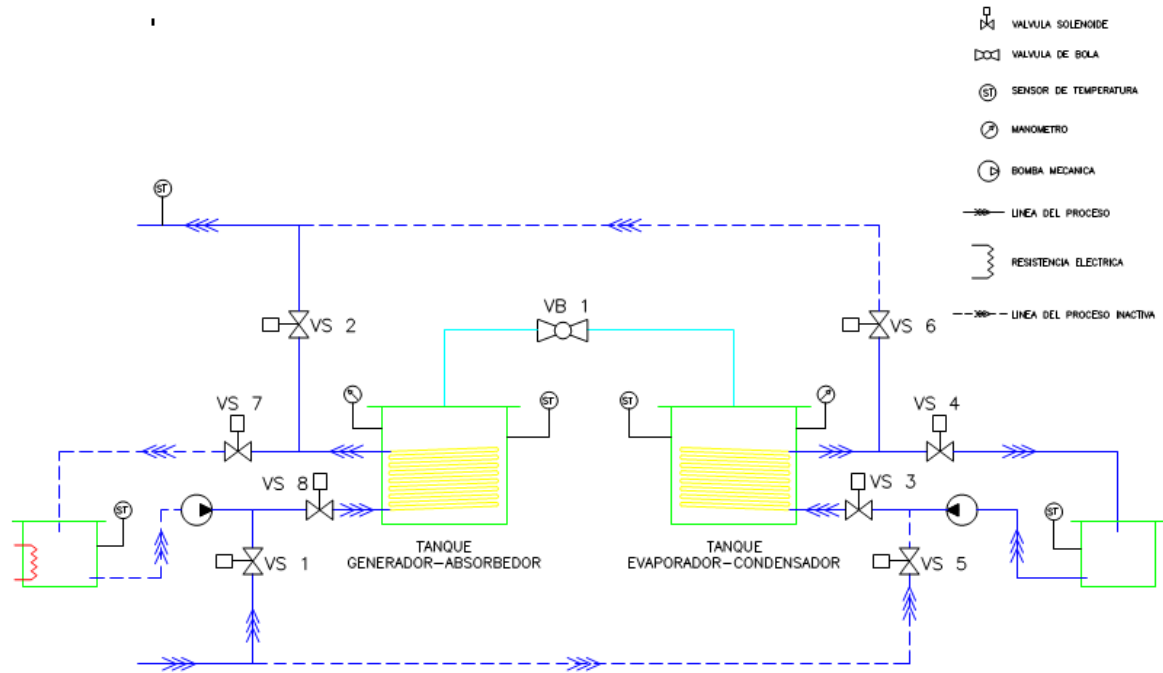 VALVULA SOLENOIDE
VALVULA DE BOLA
ST SENSOR DE TEMPERATURA
MANOMETRO
BOMBA MECANICA
LINEA DEL PROCESO
RESISTENCIA ELECTRICA
LINEA DEL PROCESO INACTIVA
ST
VB 1
VS 2
VS 6
VS 7
ST
ST
VS 4
VS 8
VS 3
ST
ST
TANQUE
GENERADOR-ABSORBEDOR
TANQUE
EVAPORADOR-CONDENSADOR
VS 1
VS 5